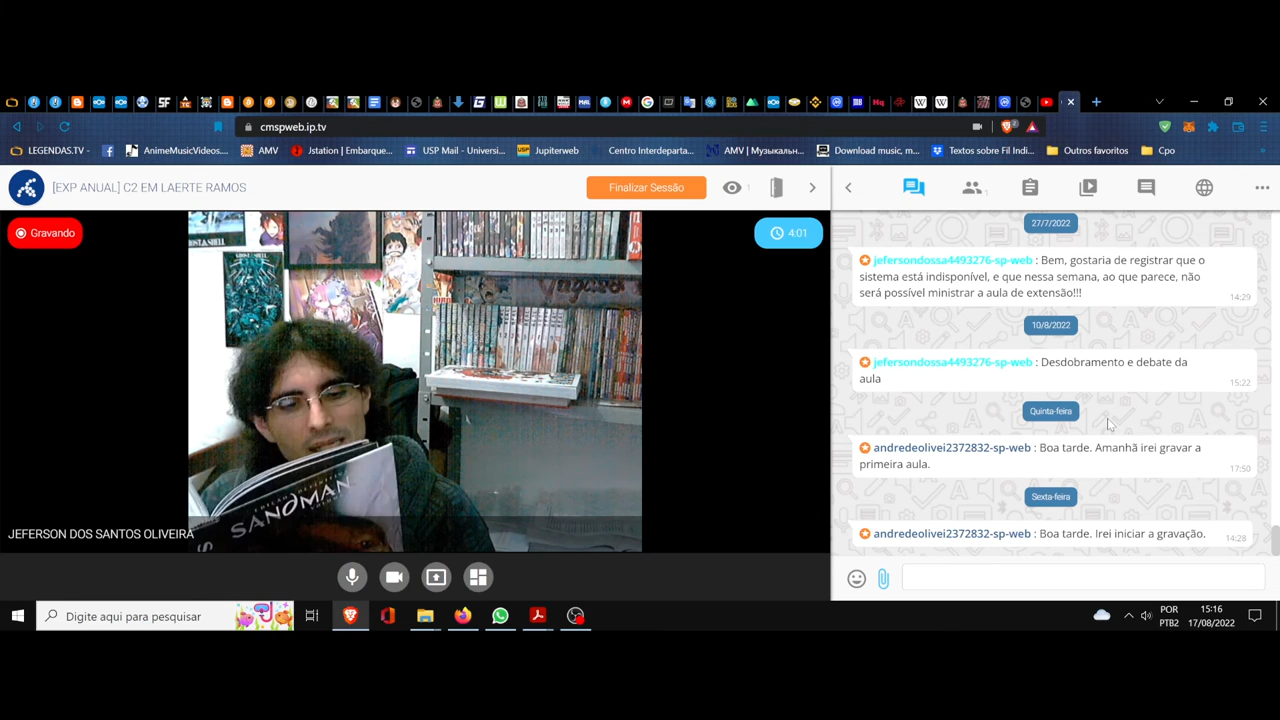 cmspweb.ip.tv
2
LEGENDAS.TV -
AnimeMusicVideos...
AMV
Jstation | Embarque...
USP Mail - Universi...
Jupiterweb
Centro Interdeparta...
AMV | Музыкальн...
Download music, m...
Textos sobre Fil Indi...
Outros favoritos
Cpo
[EXP ANUAL] C2 EM LAERTE RAMOS
Finalizar Sessão
1
1
Gravando
4:01
SANDMAN
JEFERSON DOS SANTOS OLIVEIRA
27/7/2022
jefersondossa4493276-sp-web : Bem, gostaria de registrar que o
sistema está indisponível, e que nessa semana, ao que parece, não
será possível ministrar a aula de extensão!!!
14:29
10/8/2022
jefersondossa4493276-sp-web : Desdobramento e debate da
aula
15:22
Quinta-feira
andredeolivei2372832-sp-web : Boa tarde. Amanhã irei gravar a
primeira aula.
17:50
Sexta-feira
andredeolivei2372832-sp-web : Boa tarde. Irei iniciar a gravação.
14:28
Digite aqui para pesquisar
POR
PTB2
15:16
17/08/2022